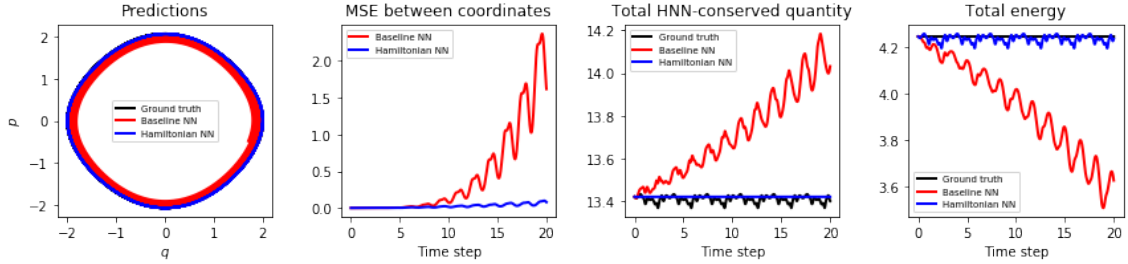 Predictions
2
1
0
−1
−2
p
Ground truth
Baseline NN
Hamiltonian NN
−2 −1 0 1 2
q
MSE between coordinates
2.0
1.5
1.0
0.5
0.0
Baseline NN
Hamiltonian NN
0 5 10 15 20
Time step
Total HNN-conserved quantity
14.2
14.0
13.8
13.6
13.4
Ground truth
Baseline NN
Hamiltonian NN
0 5 10 15 20
Time step
Total energy
4.2
4.0
3.8
3.6
Ground truth
Baseline NN
Hamiltonian NN
0 5 10 15 20
Time step